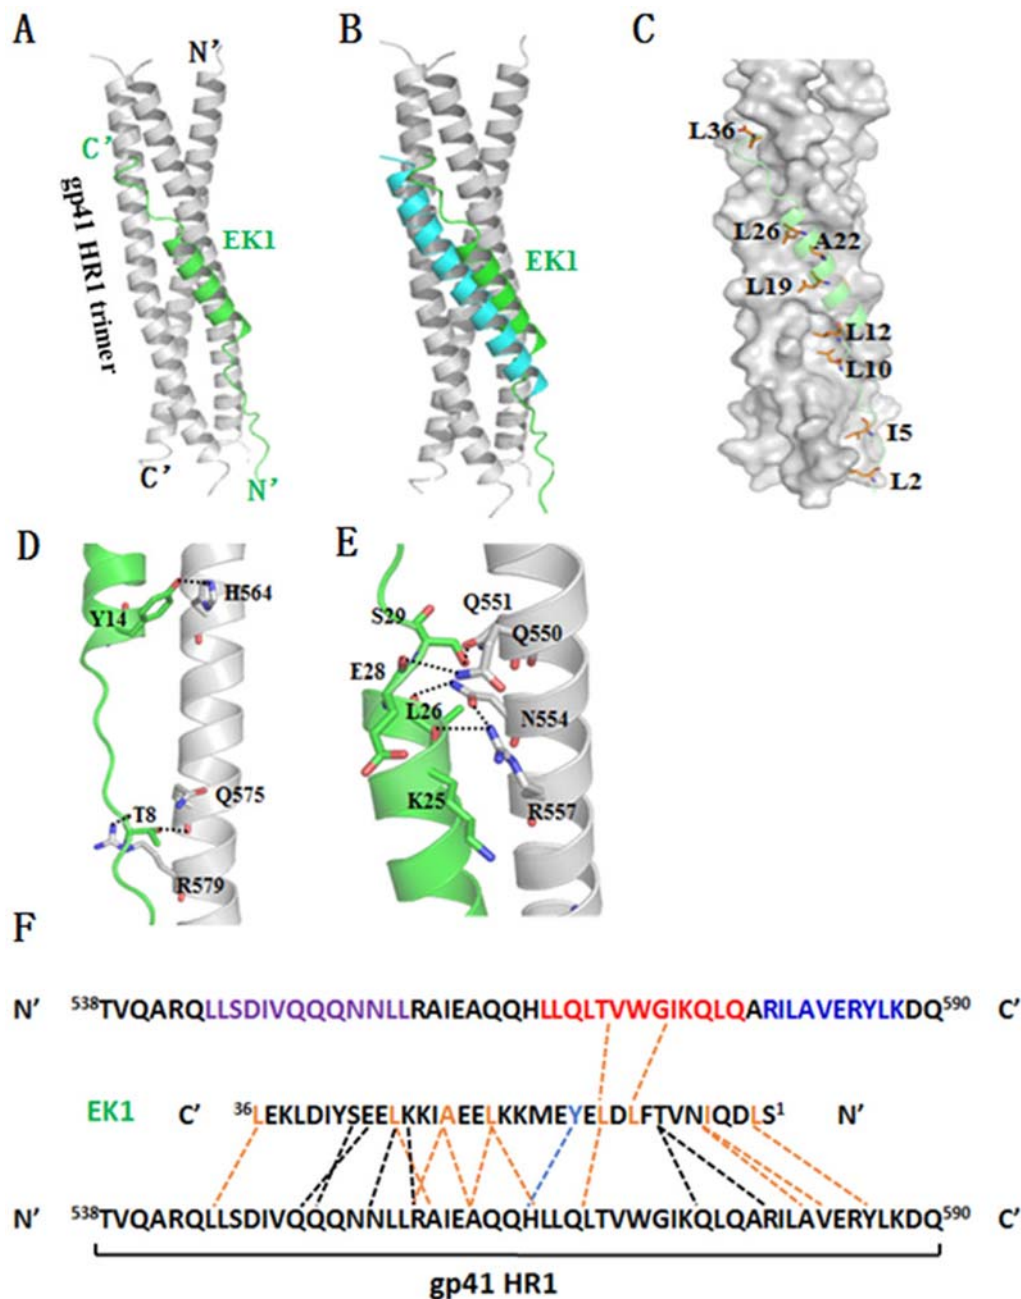 A
B
C
N'
C'
gp41 HR1 trimer
EK1
C'
N'
EK1
L36
L26
A22
L19
L12
L10
I5
L2
D
E
Y14
H564
Q575
T8
R579
S29
Q551
Q550
E28
L26
N554
K25
R557
F
N' 538TVQARQLLSDIVQQQNNLLRAIEAQQHLLQLTVWGIKQLQARILAVERYLKDQ590 C'
EK1 C' 36LEKLDIYSEELKKIAEELKKMEYELDLFTVNIQDLS1 N'
N' 538TVQARQLLSDIVQQQNNLLRAIEAQQHLLQLTVWGIKQLQARILAVERYLKDQ590 C'
gp41 HR1